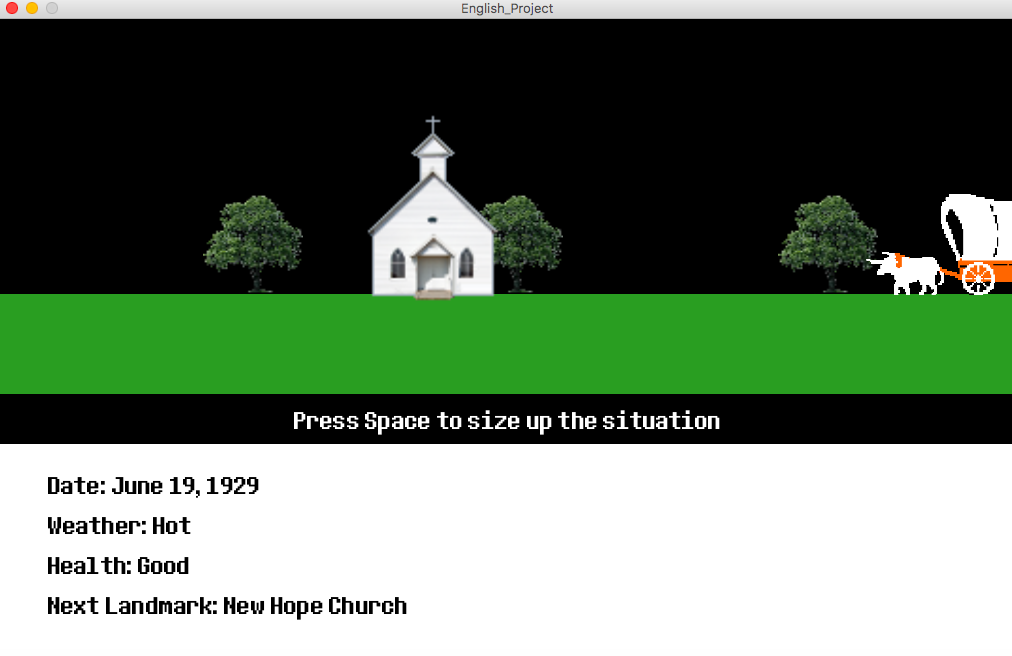 English_Project
Press Space to size up the situation
Date: June 19, 1929
Weather: Hot
Health: Good
Next Landmark: New Hope Church